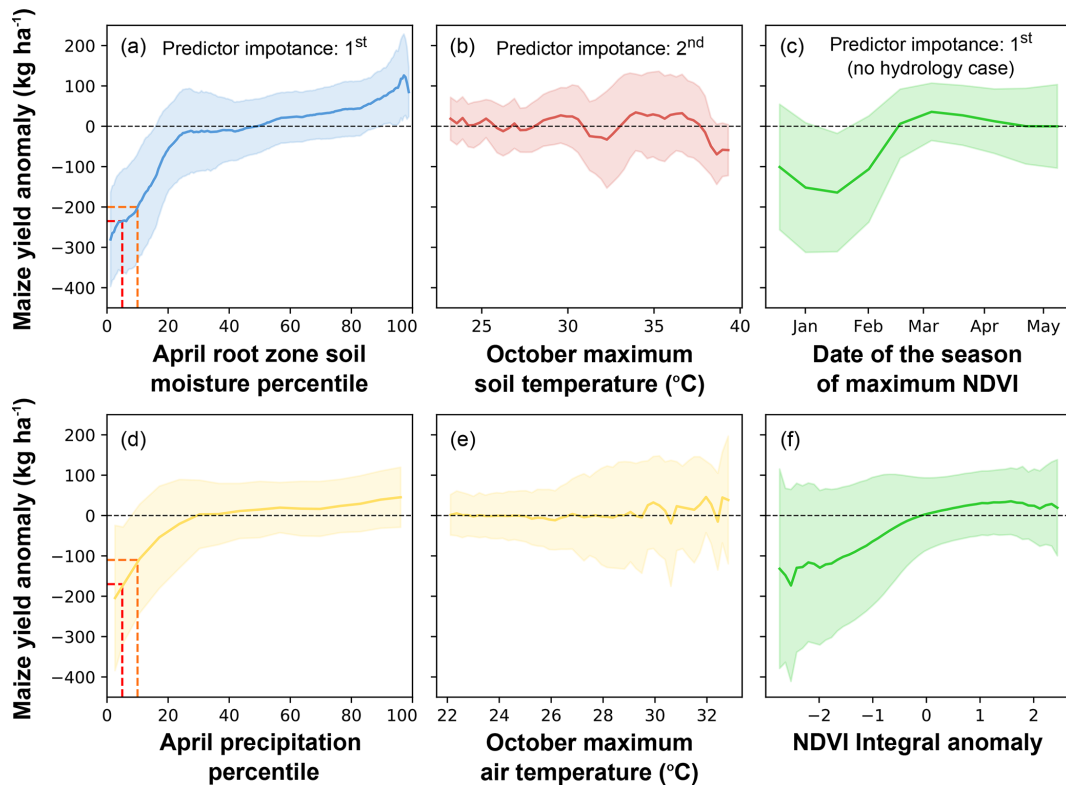 Maize yield anomaly (kg ha-1)
200
100
0
−100
−200
−300
−400
(a) Predictor impotance: 1st
0 20 40 60 80 100
April root zone soil
moisture percentile
(b) Predictor impotance: 2nd
25 30 35 40
October maximum
soil temperature (°C)
(c) Predictor impotance: 1st
(no hydrology case)
Jan Feb Mar Apr May
Date of the season
of maximum NDVI
Maize yield anomaly (kg ha-1)
200
100
0
−100
−200
−300
−400
(d)
0 20 40 60 80 100
April precipitation
percentile
(e)
22 24 26 28 30 32
October maximum
air temperature (°C)
(f)
−2 −1 0 1 2
NDVI Integral anomaly